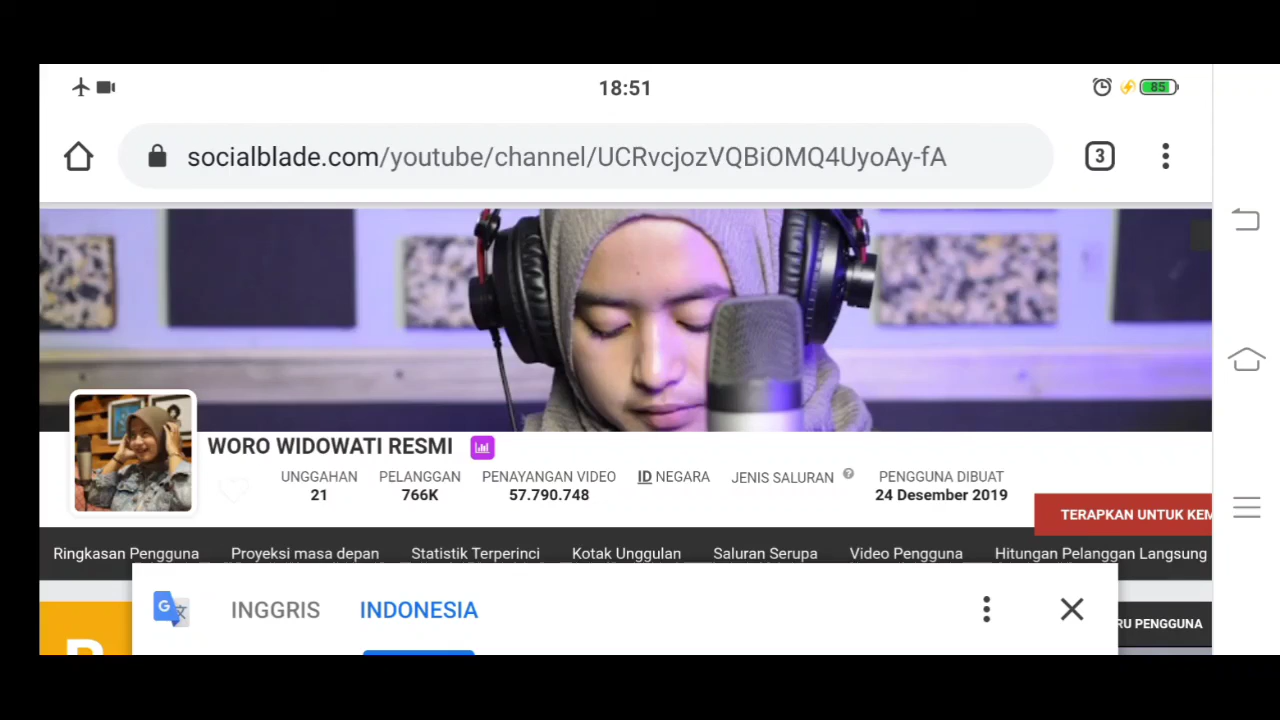 18:51
85
socialblade.com/youtube/channel/UCRvcjozVQBiOMQ4UyoAy-fA
3
WORO WIDOWATI RESMI
UNGGAHAN PELANGGAN PENAYANGAN VIDEO ID NEGARA JENIS SALURAN ? PENGGUNA DIBUAT
21 766K 57.790.748 24 Desember 2019
TERAPKAN UNTUK KEM
Ringkasan Pengguna Proyeksi masa depan Statistik Terperinci Kotak Unggulan Saluran Serupa Video Pengguna Hitungan Pelanggan Langsung
G 文 INGGRIS INDONESIA
RU PENGGUNA